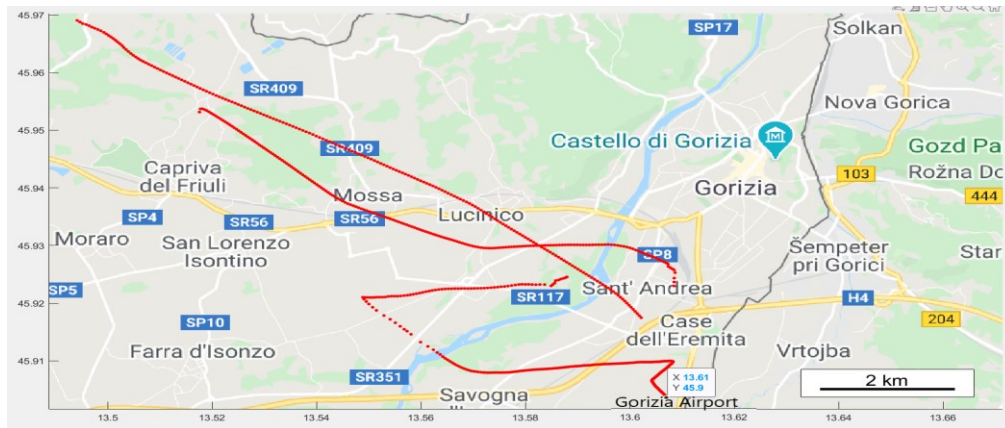 45.97
Solkan
SP17
45.96
SR409
Nova Gorica
45.95
Castello di Gorizia
SR409
Gozd Pa
103
Rožna Do
Capriva
del Friuli
45.94
Gorizia
444
Mossa
SP4
SR56
SR56
Lucinico
Moraro
San Lorenzo
Isontino
45.93
SP8
Šempeter
pri Gorici
Star
SP5
SR117
Sant' Andrea
H4
45.92
SP10
Case
dell'Eremita
204
Farra d'Isonzo
45.91
Vrtojba
SR351
X 13.61
Y 45.9
2 km
Savogna
Gorizia Airport
13.5
13.52
13.54
13.56
13.58
13.6
13.62
13.64
13.66